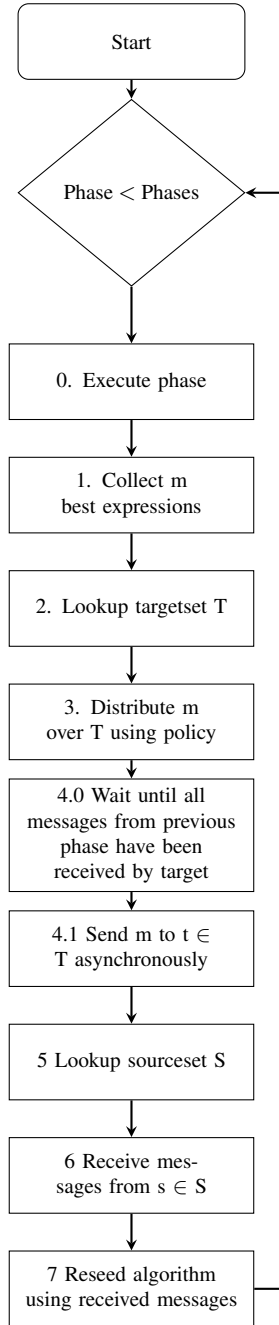 Start
Phase < Phases
0. Execute phase
1. Collect m
best expressions
2. Lookup targetset T
3. Distribute m
over T using policy
4.0 Wait until all
messages from previous
phase have been
received by target
4.1 Send m to t ∈
T asynchronously
5 Lookup sourceset S
6 Receive mes-
sages from s ∈ S
7 Reseed algorithm
using received messages